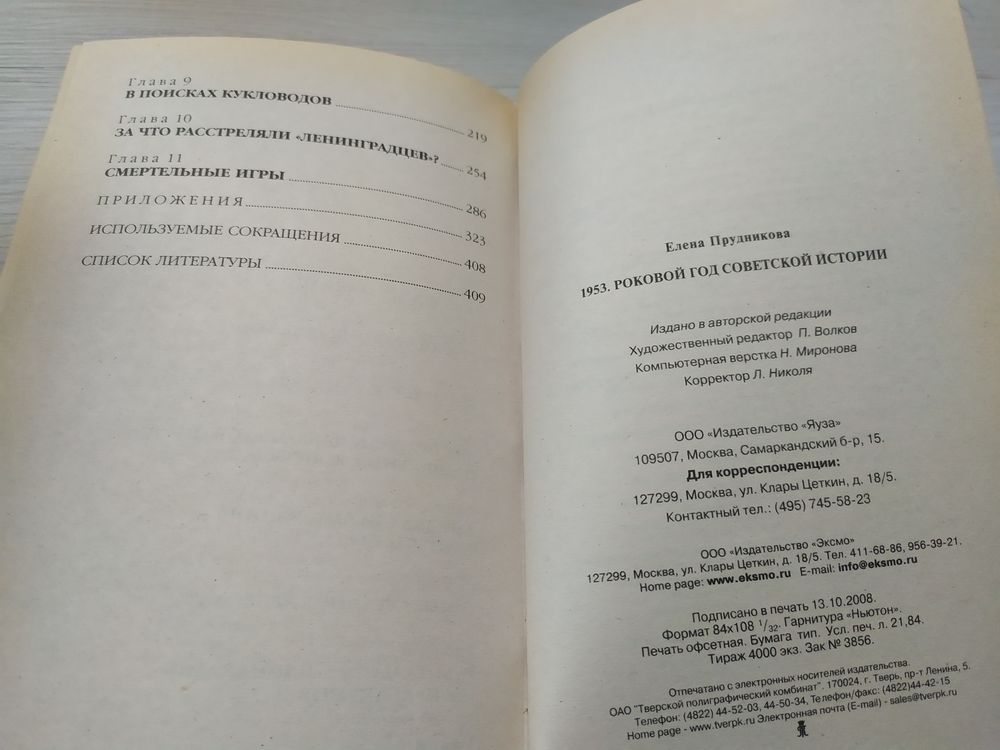 Глава 9
В ПОИСКАХ КУКЛОВОДОВ 219
Глава 10
ЗА ЧТО РАССТРЕЛЯЛИ «ЛЕНИНГРАДЦЕВ»? 254
Глава 11
СМЕРТЕЛЬНЫЕ ИГРЫ 286
ПРИЛОЖЕНИЯ 323
ИСПОЛЬЗУЕМЫЕ СОКРАЩЕНИЯ 408
СПИСОК ЛИТЕРАТУРЫ 409
Елена Прудникова
1953. РОКОВОЙ ГОД СОВЕТСКОЙ ИСТОРИИ
Издано в авторской редакции
Художественный редактор П. Волков
Компьютерная верстка Н. Миронова
Корректор Л. Николя
ООО «Издательство «Яуза»
109507, Москва, Самаркандский б-р, 15.
Для корреспонденции:
127299, Москва, ул. Клары Цеткин, д. 18/5.
Контактный тел.: (495) 745-58-23
ООО «Издательство «Эксмо»
127299, Москва, ул. Клары Цеткин, д. 18/5. Тел. 411-68-86, 956-39-21.
Home page: www.eksmo.ru E-mail: info@eksmo.ru
Подписано в печать 13.10.2008.
Формат 84x108 1/32. Гарнитура «Ньютон».
Печать офсетная. Бумага тип. Усл. печ. л. 21,84.
Тираж 4000 экз. Зак № 3856.
Отпечатано с электронных носителей издательства.
ОАО "Тверской полиграфический комбинат". 170024, г. Тверь, пр-т Ленина, 5.
Телефон: (4822) 44-52-03, 44-50-34, Телефон/факс: (4822)44-42-15
Home page - www.tverpk.ru Электронная почта (E-mail) - sales@tverpk.ru